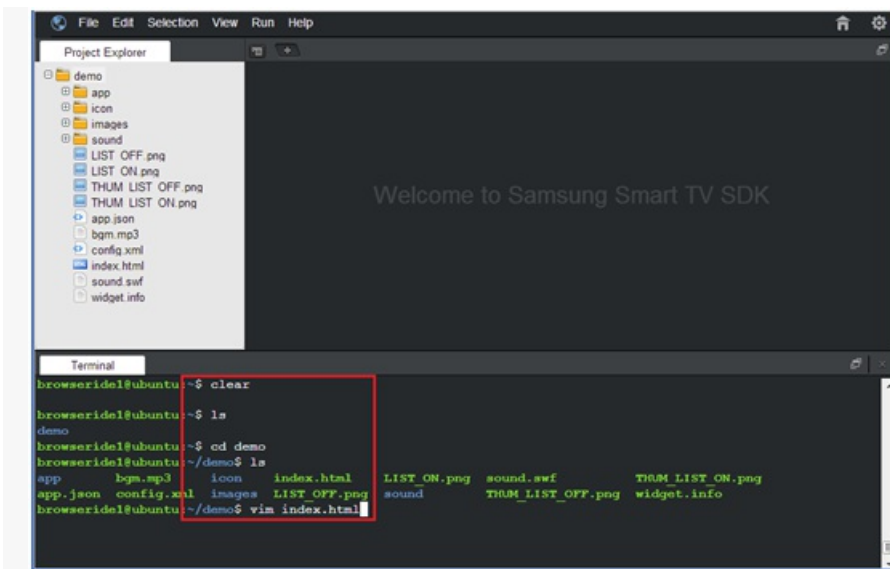 File Edit Selection View Run Help
Project Explorer
demo
app
icon
images
sound
LIST OFF.png
LIST ON.png
THUM LIST OFF.png
THUM LIST ON.png
app.json
bgm.mp3
config.xml
index.html
sound.swf
widget.info
Welcome to Samsung Smart TV SDK
Terminal
browseride1@ubuntu:~$ clear
browseride1@ubuntu:~$ ls
demo
browseride1@ubuntu:~$ cd demo
browseride1@ubuntu:~/demo$ ls
app bgm.mp3 icon index.html LIST_ON.png sound.swf THUM_LIST_ON.png
app.json config.xml images LIST_OFF.png sound THUM_LIST_OFF.png widget.info
browseride1@ubuntu:~/demo$ vim index.html